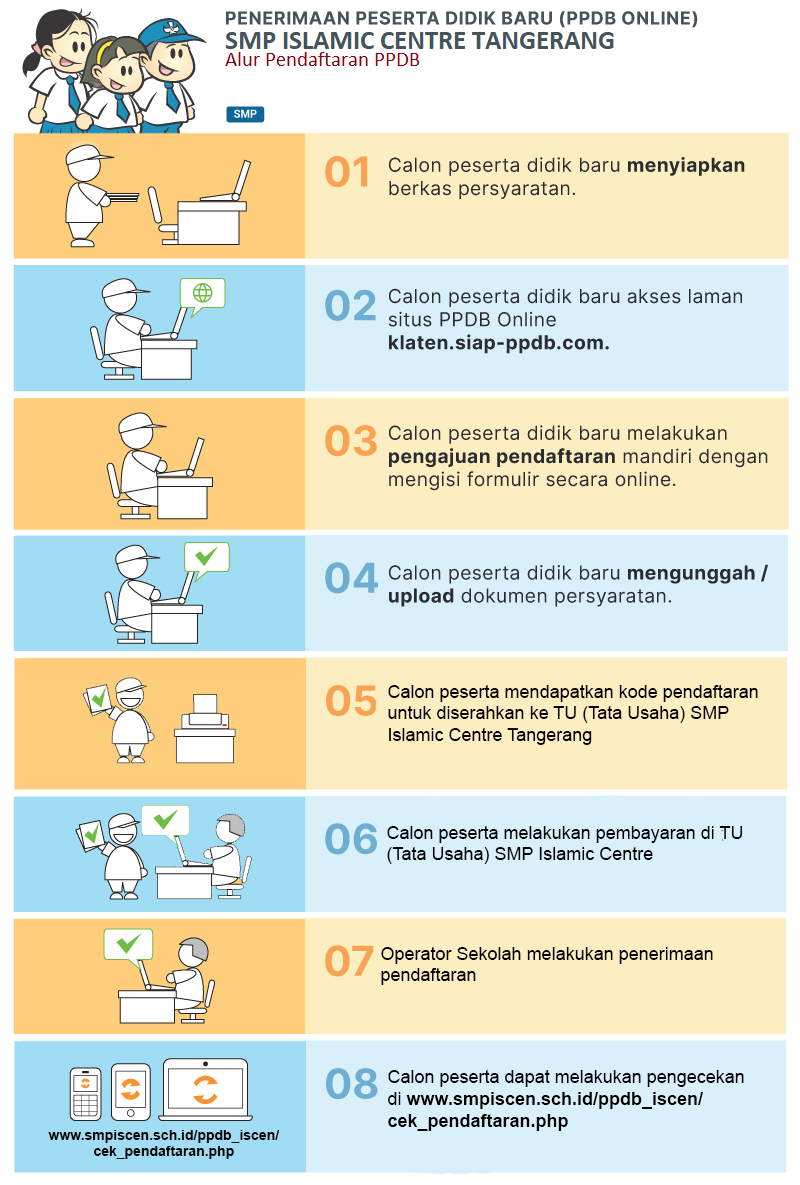 PENERIMAAN PESERTA DIDIK BARU (PPDB ONLINE)
SMP ISLAMIC CENTRE TANGERANG
Alur Pendaftaran PPDB
SMP
01
Calon peserta didik baru menyiapkan
berkas persyaratan.
02
Calon peserta didik baru akses laman
situs PPDB Online
klaten.siap-ppdb.com.
03
Calon peserta didik baru melakukan
pengajuan pendaftaran mandiri dengan
mengisi formulir secara online.
04
Calon peserta didik baru mengunggah /
upload dokumen persyaratan.
05
Calon peserta mendapatkan kode pendaftaran
untuk diserahkan ke TU (Tata Usaha) SMP
Islamic Centre Tangerang
06
Calon peserta melakukan pembayaran di TU
(Tata Usaha) SMP Islamic Centre
07
Operator Sekolah melakukan penerimaan
pendaftaran
www.smpiscen.sch.id/ppdb_iscen/
cek_pendaftaran.php
08
Calon peserta dapat melakukan pengecekan
di www.smpiscen.sch.id/ppdb_iscen/
cek_pendaftaran.php